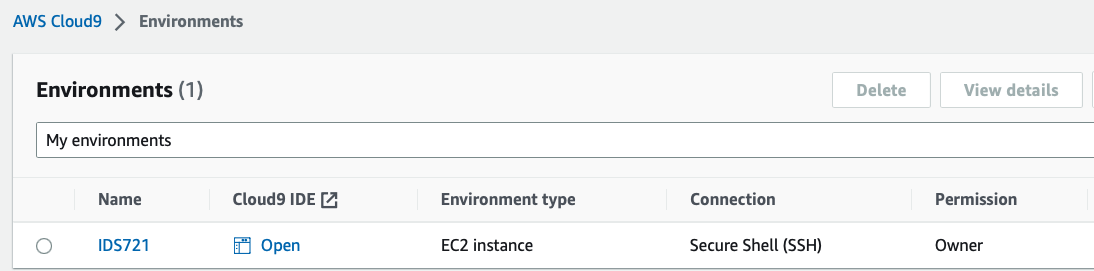 AWS Cloud9 > Environments
Environments (1) Delete View details
My environments
Name Cloud9 IDE Environment type Connection Permission
IDS721 Open EC2 instance Secure Shell (SSH) Owner